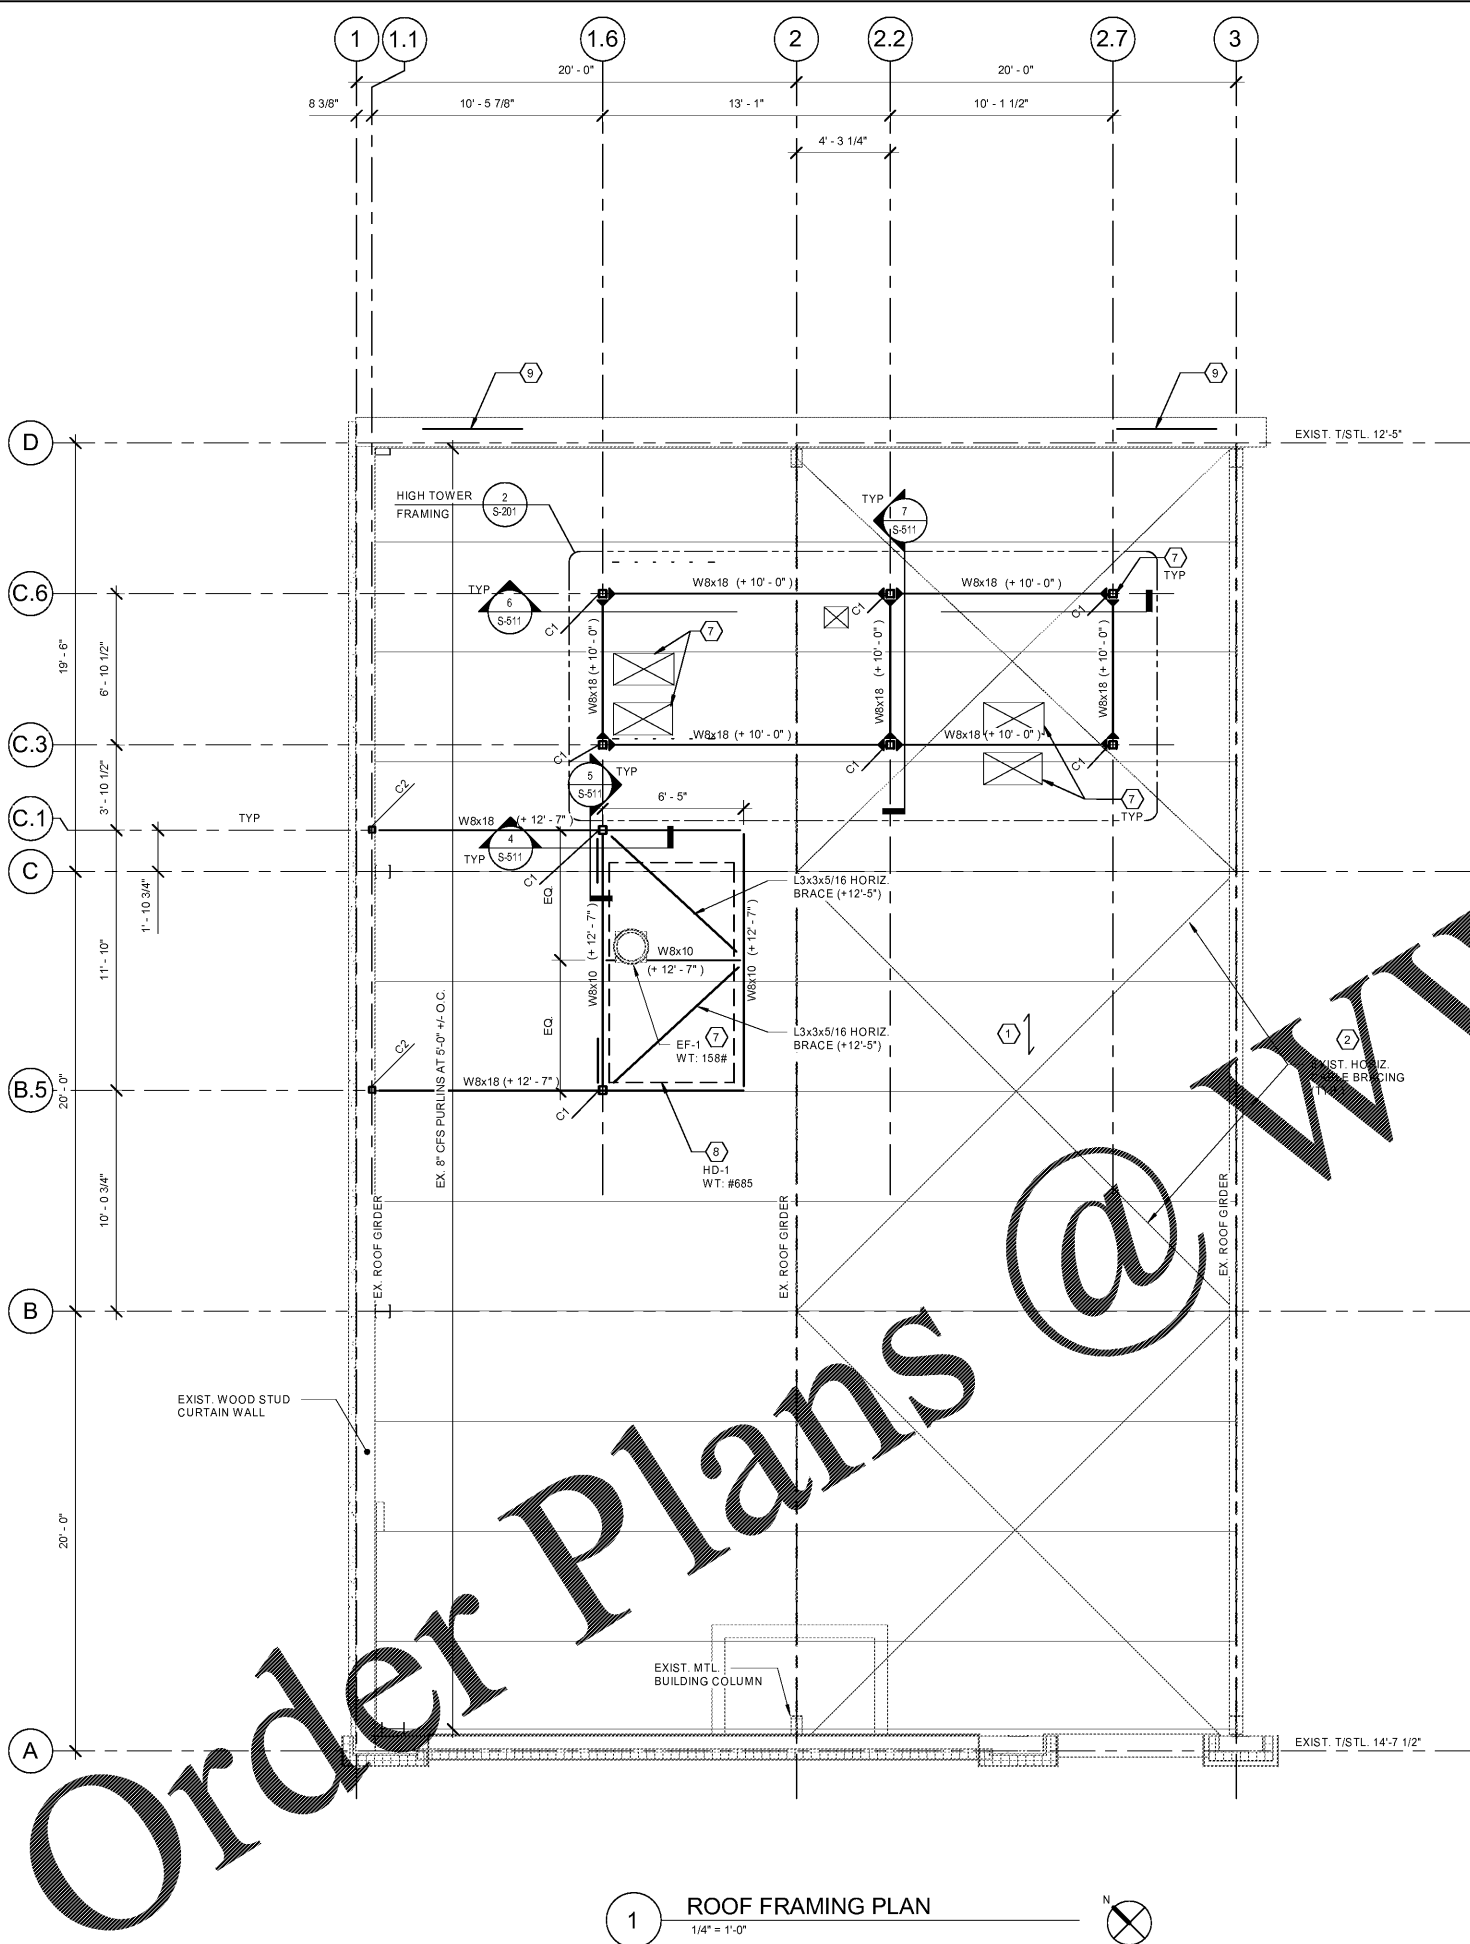 1
1.1
1.6
2
2.2
2.7
3
20' - 0"
20' - 0"
8 3/8"
10' - 5 7/8"
13' - 1"
10' - 1 1/2"
4' - 3 1/4"
9
9
D
EXIST. T/STL. 12'-5"
HIGH TOWER
FRAMING
2
S-201
TYP
7
S-511
7
TYP
C.6
W8x18 (+ 10' - 0" )
W8x18 (+ 10' - 0" )
TYP
6
S-511
C1
C1
C1
7
19' - 6"
6' - 10 1/2"
W8x18 (+ 10' - 0" )
W8x18 (+ 10' - 0" )
W8x18 (+ 10' - 0" )
C.3
W8x18 (+ 10' - 0" )
W8x18 (+ 10' - 0" )
C1
C1
C1
5
S-511
TYP
7
TYP
3' - 10 1/2"
C2
6' - 5"
C.1
TYP
W8x18 (+ 12' - 7" )
4
S-511
TYP
C
C1
1' - 10 3/4"
EQ.
L3x3x5/16 HORIZ.
BRACE (+12'-5")
11' - 10"
W8x10 (+ 12' - 7" )
W8x10
(+ 12' - 7" )
W8x10 (+ 12' - 7" )
EQ.
L3x3x5/16 HORIZ.
BRACE (+12'-5")
EF-1
WT: 158#
7
1
2
EXIST. HORIZ.
CABLE BRACING
EX. 8" CFS PURLINS AT 5'-0" +/- O.C.
C2
B.5
20' - 0"
W8x18 (+ 12' - 7" )
C1
8
HD-1
WT: #685
10' - 0 3/4"
EX. ROOF GIRDER
EX. ROOF GIRDER
EX. ROOF GIRDER
B
EXIST. WOOD STUD
CURTAIN WALL
20' - 0"
EXIST. MTL.
BUILDING COLUMN
A
EXIST. T/STL. 14'-7 1/2"
Order Plans @ W
1
ROOF FRAMING PLAN
1/4" = 1'-0"
N